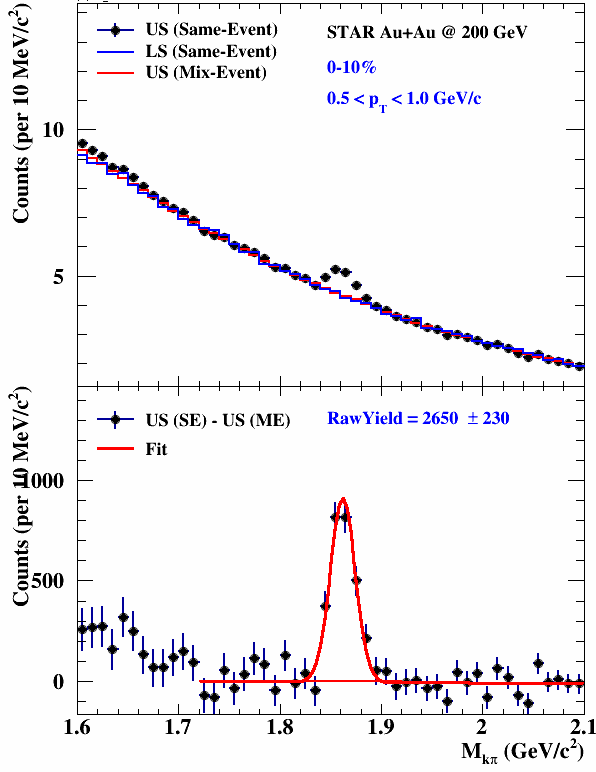 US (Same-Event)
LS (Same-Event)
US (Mix-Event)
STAR Au+Au @ 200 GeV
0-10%
0.5 < p_T < 1.0 GeV/c
Counts (per 10 MeV/c²)
10
5
US (SE) - US (ME)
Fit
RawYield = 2650 ± 230
Counts (per 10 MeV/c²)
1000
500
0
1.6 1.7 1.8 1.9 2 2.1
M_kπ (GeV/c²)